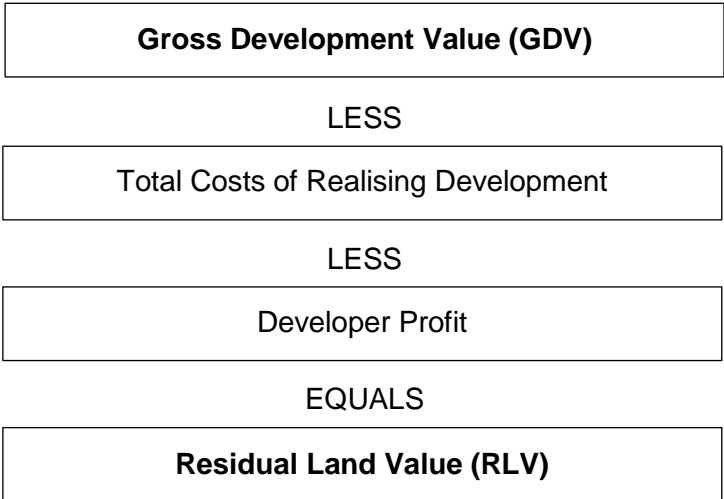 Gross Development Value (GDV)
LESS
Total Costs of Realising Development
LESS
Developer Profit
EQUALS
Residual Land Value (RLV)